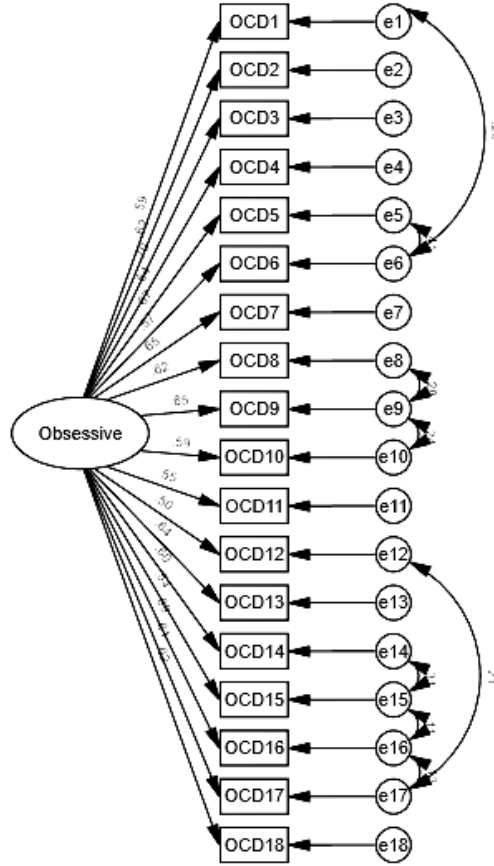 OCD1 e1
OCD2 e2
OCD3 e3
OCD4 e4
.59
OCD5 e5
OCD6 e6
OCD7 e7
.65
OCD8 e8
.62
OCD9 e9
.65
Obsessive
OCD10 e10
.59
OCD11 e11
.55
.50
OCD12 e12
.64
OCD13 e13
.60
OCD14 e14
OCD15 e15
OCD16 e16
OCD17 e17
OCD18 e18